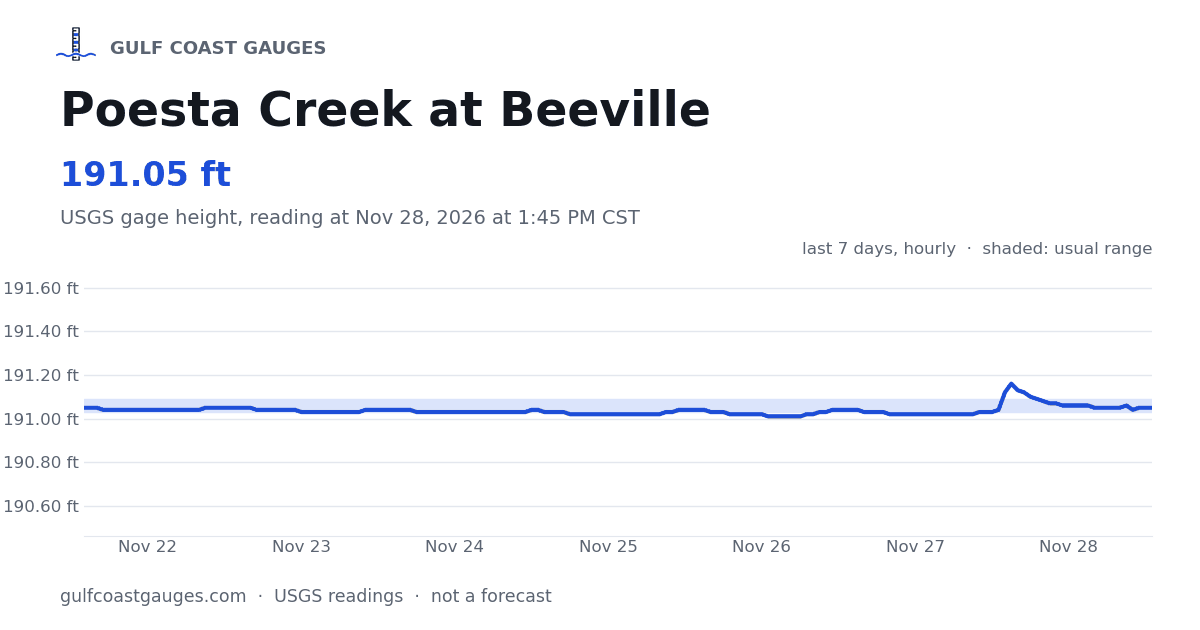 GULF COAST GAUGES
Poesta Creek at Beeville
191.05 ft
USGS gage height, reading at Nov 28, 2026 at 1:45 PM CST
last 7 days, hourly · shaded: usual range
191.60 ft
191.40 ft
191.20 ft
191.00 ft
190.80 ft
190.60 ft
Nov 22 Nov 23 Nov 24 Nov 25 Nov 26 Nov 27 Nov 28
gulfcoastgauges.com · USGS readings · not a forecast